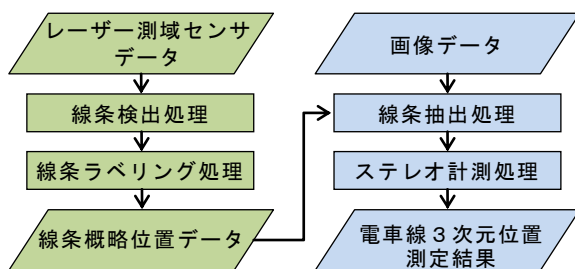 レーザー測域センサ
データ
線条検出処理
線条ラベリング処理
線条概略位置データ
画像データ
線条抽出処理
ステレオ計測処理
電車線３次元位置
測定結果